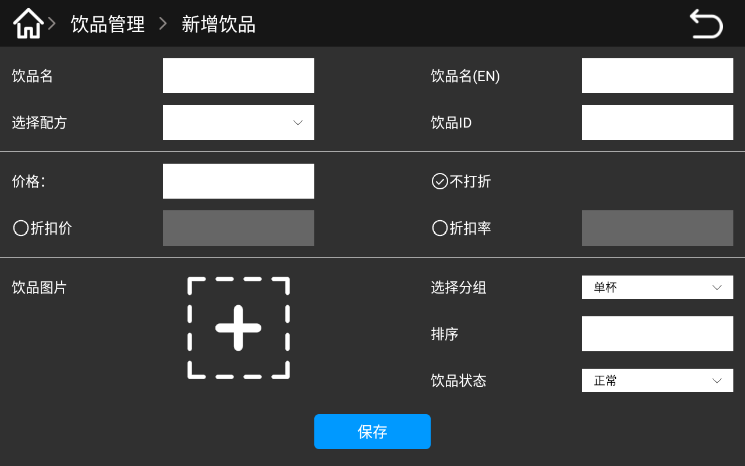 饮品管理 > 新增饮品
饮品名 饮品名(EN)
选择配方 饮品ID
价格: 不打折
折扣价 折扣率
饮品图片 选择分组 单杯
排序
饮品状态 正常
保存